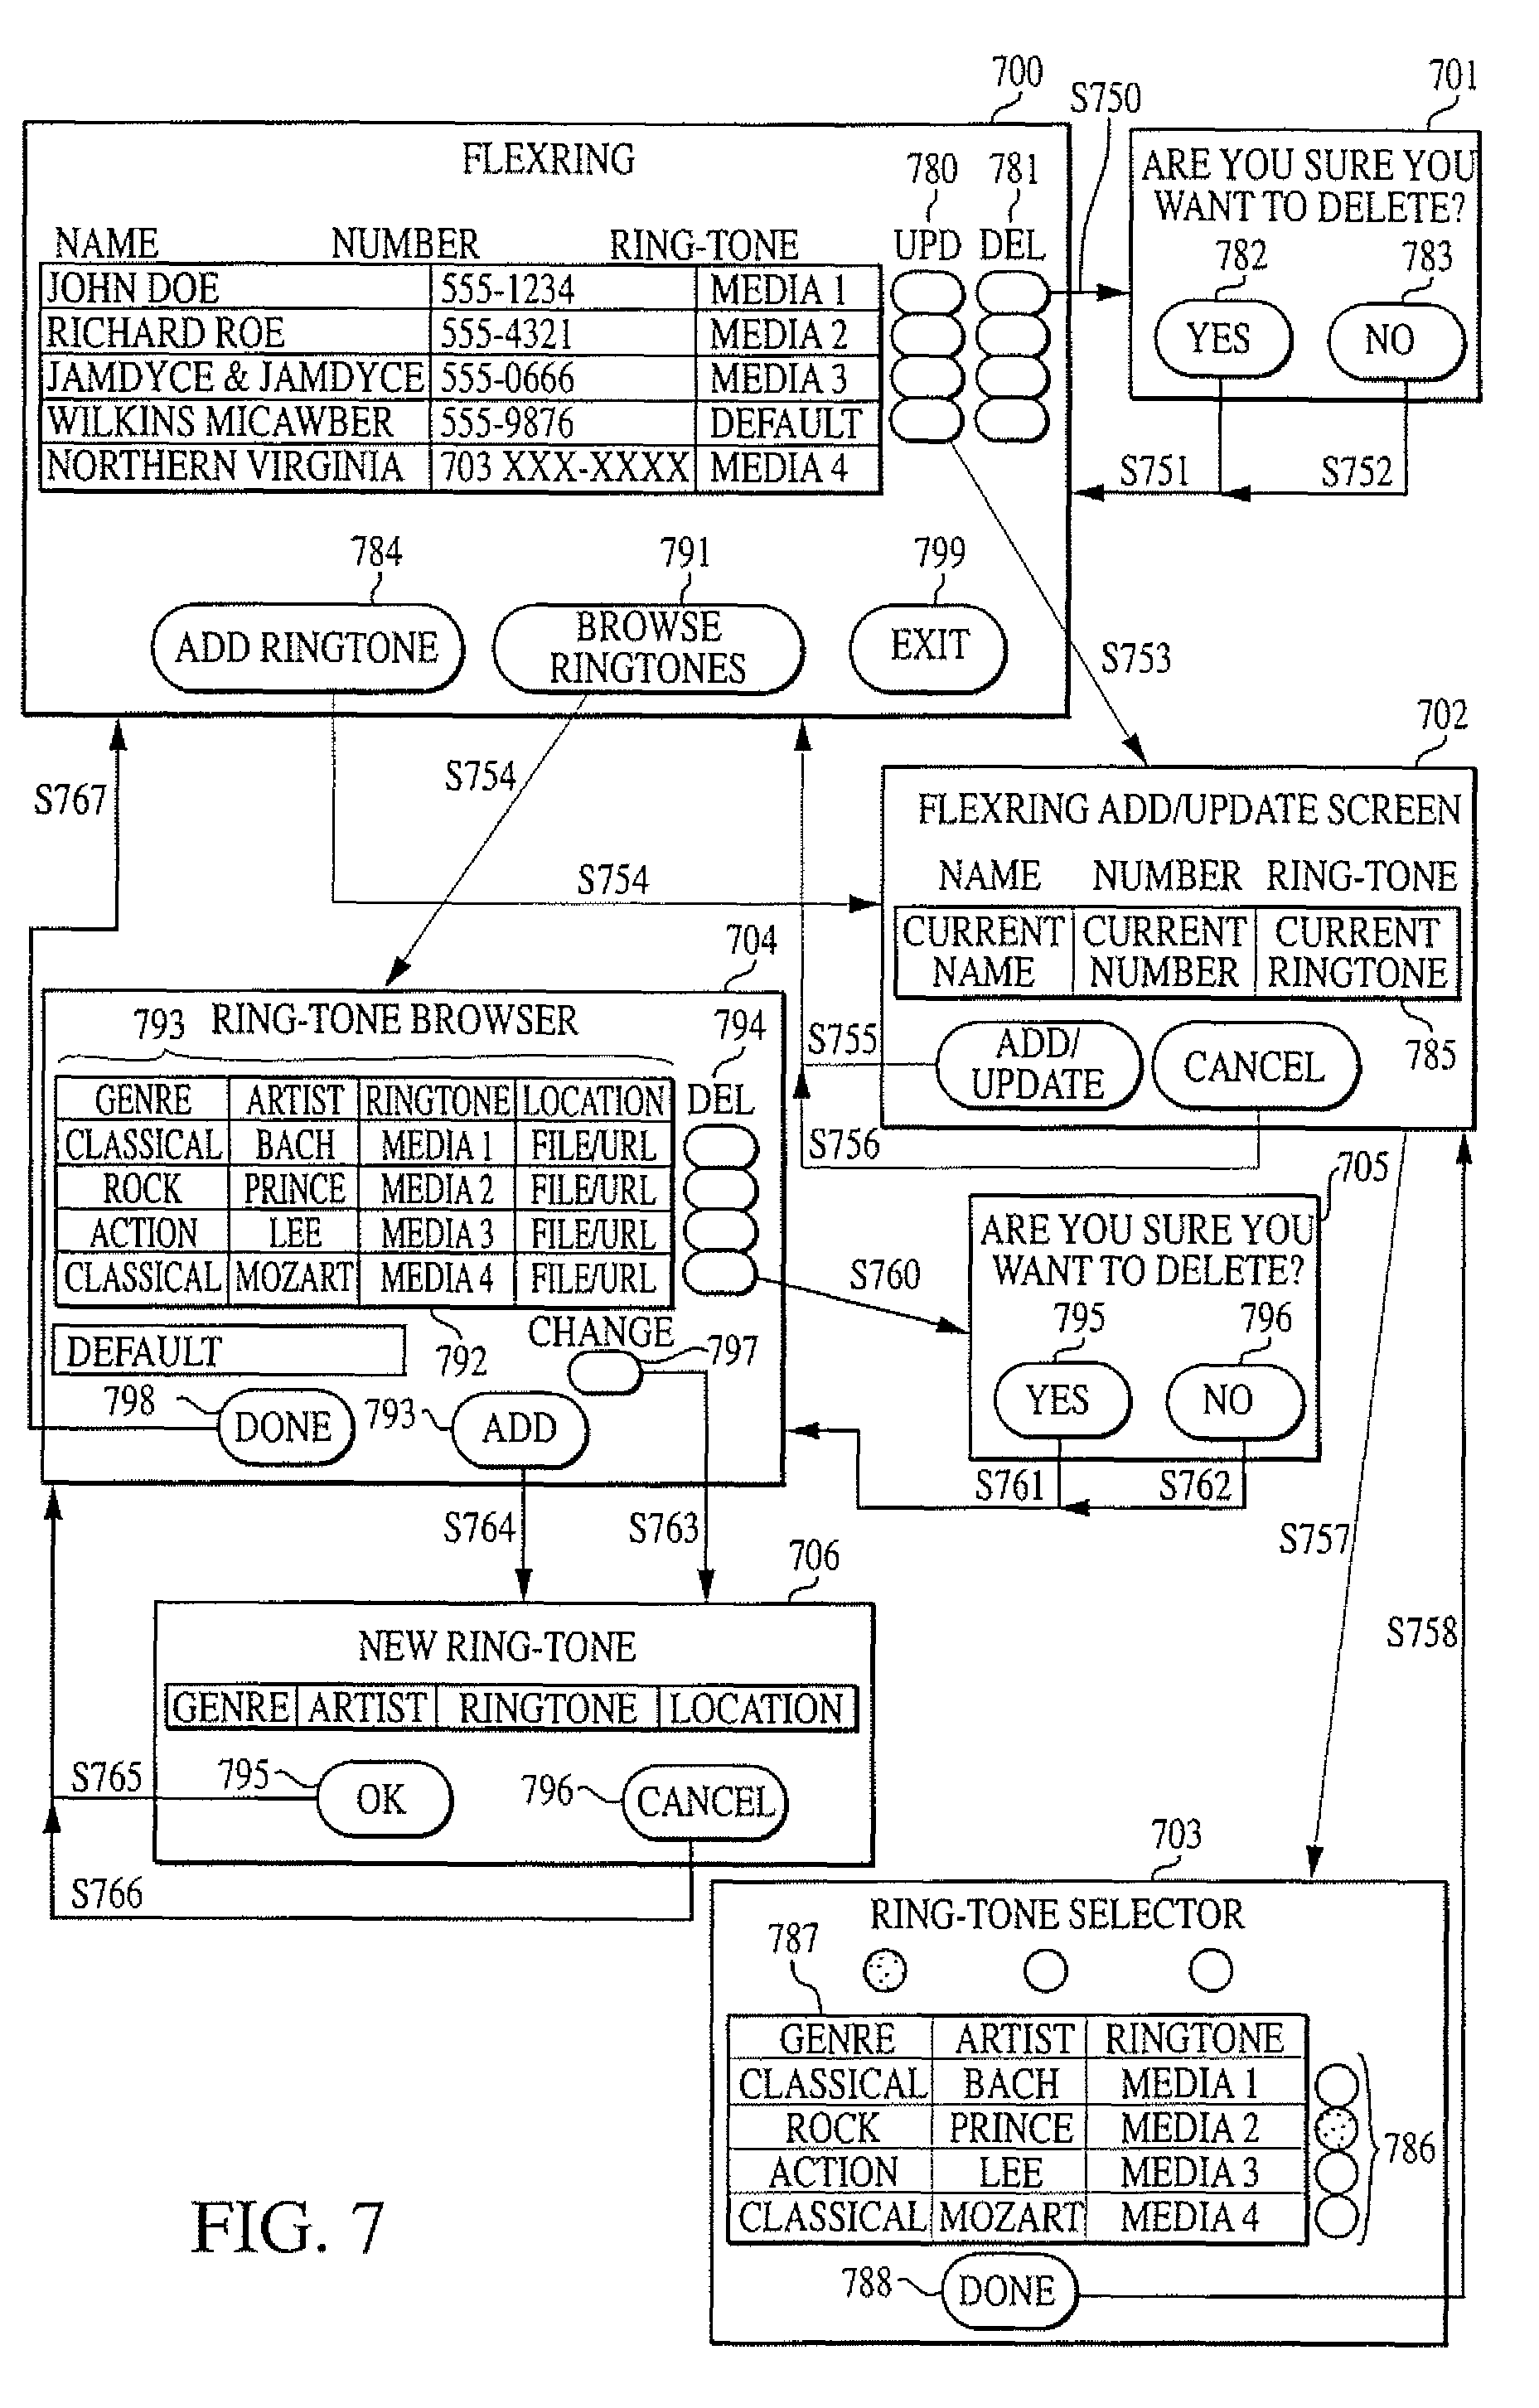 700
S750
701
FLEXRING
780
781
ARE YOU SURE YOU
WANT TO DELETE?
NAME NUMBER RING-TONE UPD DEL
782
783
JOHN DOE 555-1234 MEDIA 1
RICHARD ROE 555-4321 MEDIA 2
YES
NO
JAMDYCE & JAMDYCE 555-0666 MEDIA 3
WILKINS MICAWBER 555-9876 DEFAULT
NORTHERN VIRGINIA 703 XXX-XXXX MEDIA 4
S751
S752
784
791
799
ADD RINGTONE
BROWSE
RINGTONES
EXIT
S753
702
S767
S754
FLEXRING ADD/UPDATE SCREEN
S754
NAME NUMBER RING-TONE
CURRENT CURRENT CURRENT
NAME NUMBER RINGTONE
785
704
793
RING-TONE BROWSER
794
S755
ADD/
UPDATE
CANCEL
GENRE ARTIST RINGTONE LOCATION DEL
CLASSICAL BACH MEDIA 1 FILE/URL
ROCK PRINCE MEDIA 2 FILE/URL
ACTION LEE MEDIA 3 FILE/URL
CLASSICAL MOZART MEDIA 4 FILE/URL
S756
705
ARE YOU SURE YOU
WANT TO DELETE?
S760
795
796
YES
NO
792
CHANGE
797
DEFAULT
798
DONE
793
ADD
S761
S762
S764
S763
S757
706
S758
NEW RING-TONE
GENRE ARTIST RINGTONE LOCATION
S765
795
OK
796
CANCEL
S766
703
RING-TONE SELECTOR
787
GENRE ARTIST RINGTONE
CLASSICAL BACH MEDIA 1
ROCK PRINCE MEDIA 2
ACTION LEE MEDIA 3
CLASSICAL MOZART MEDIA 4
786
788
DONE
FIG. 7